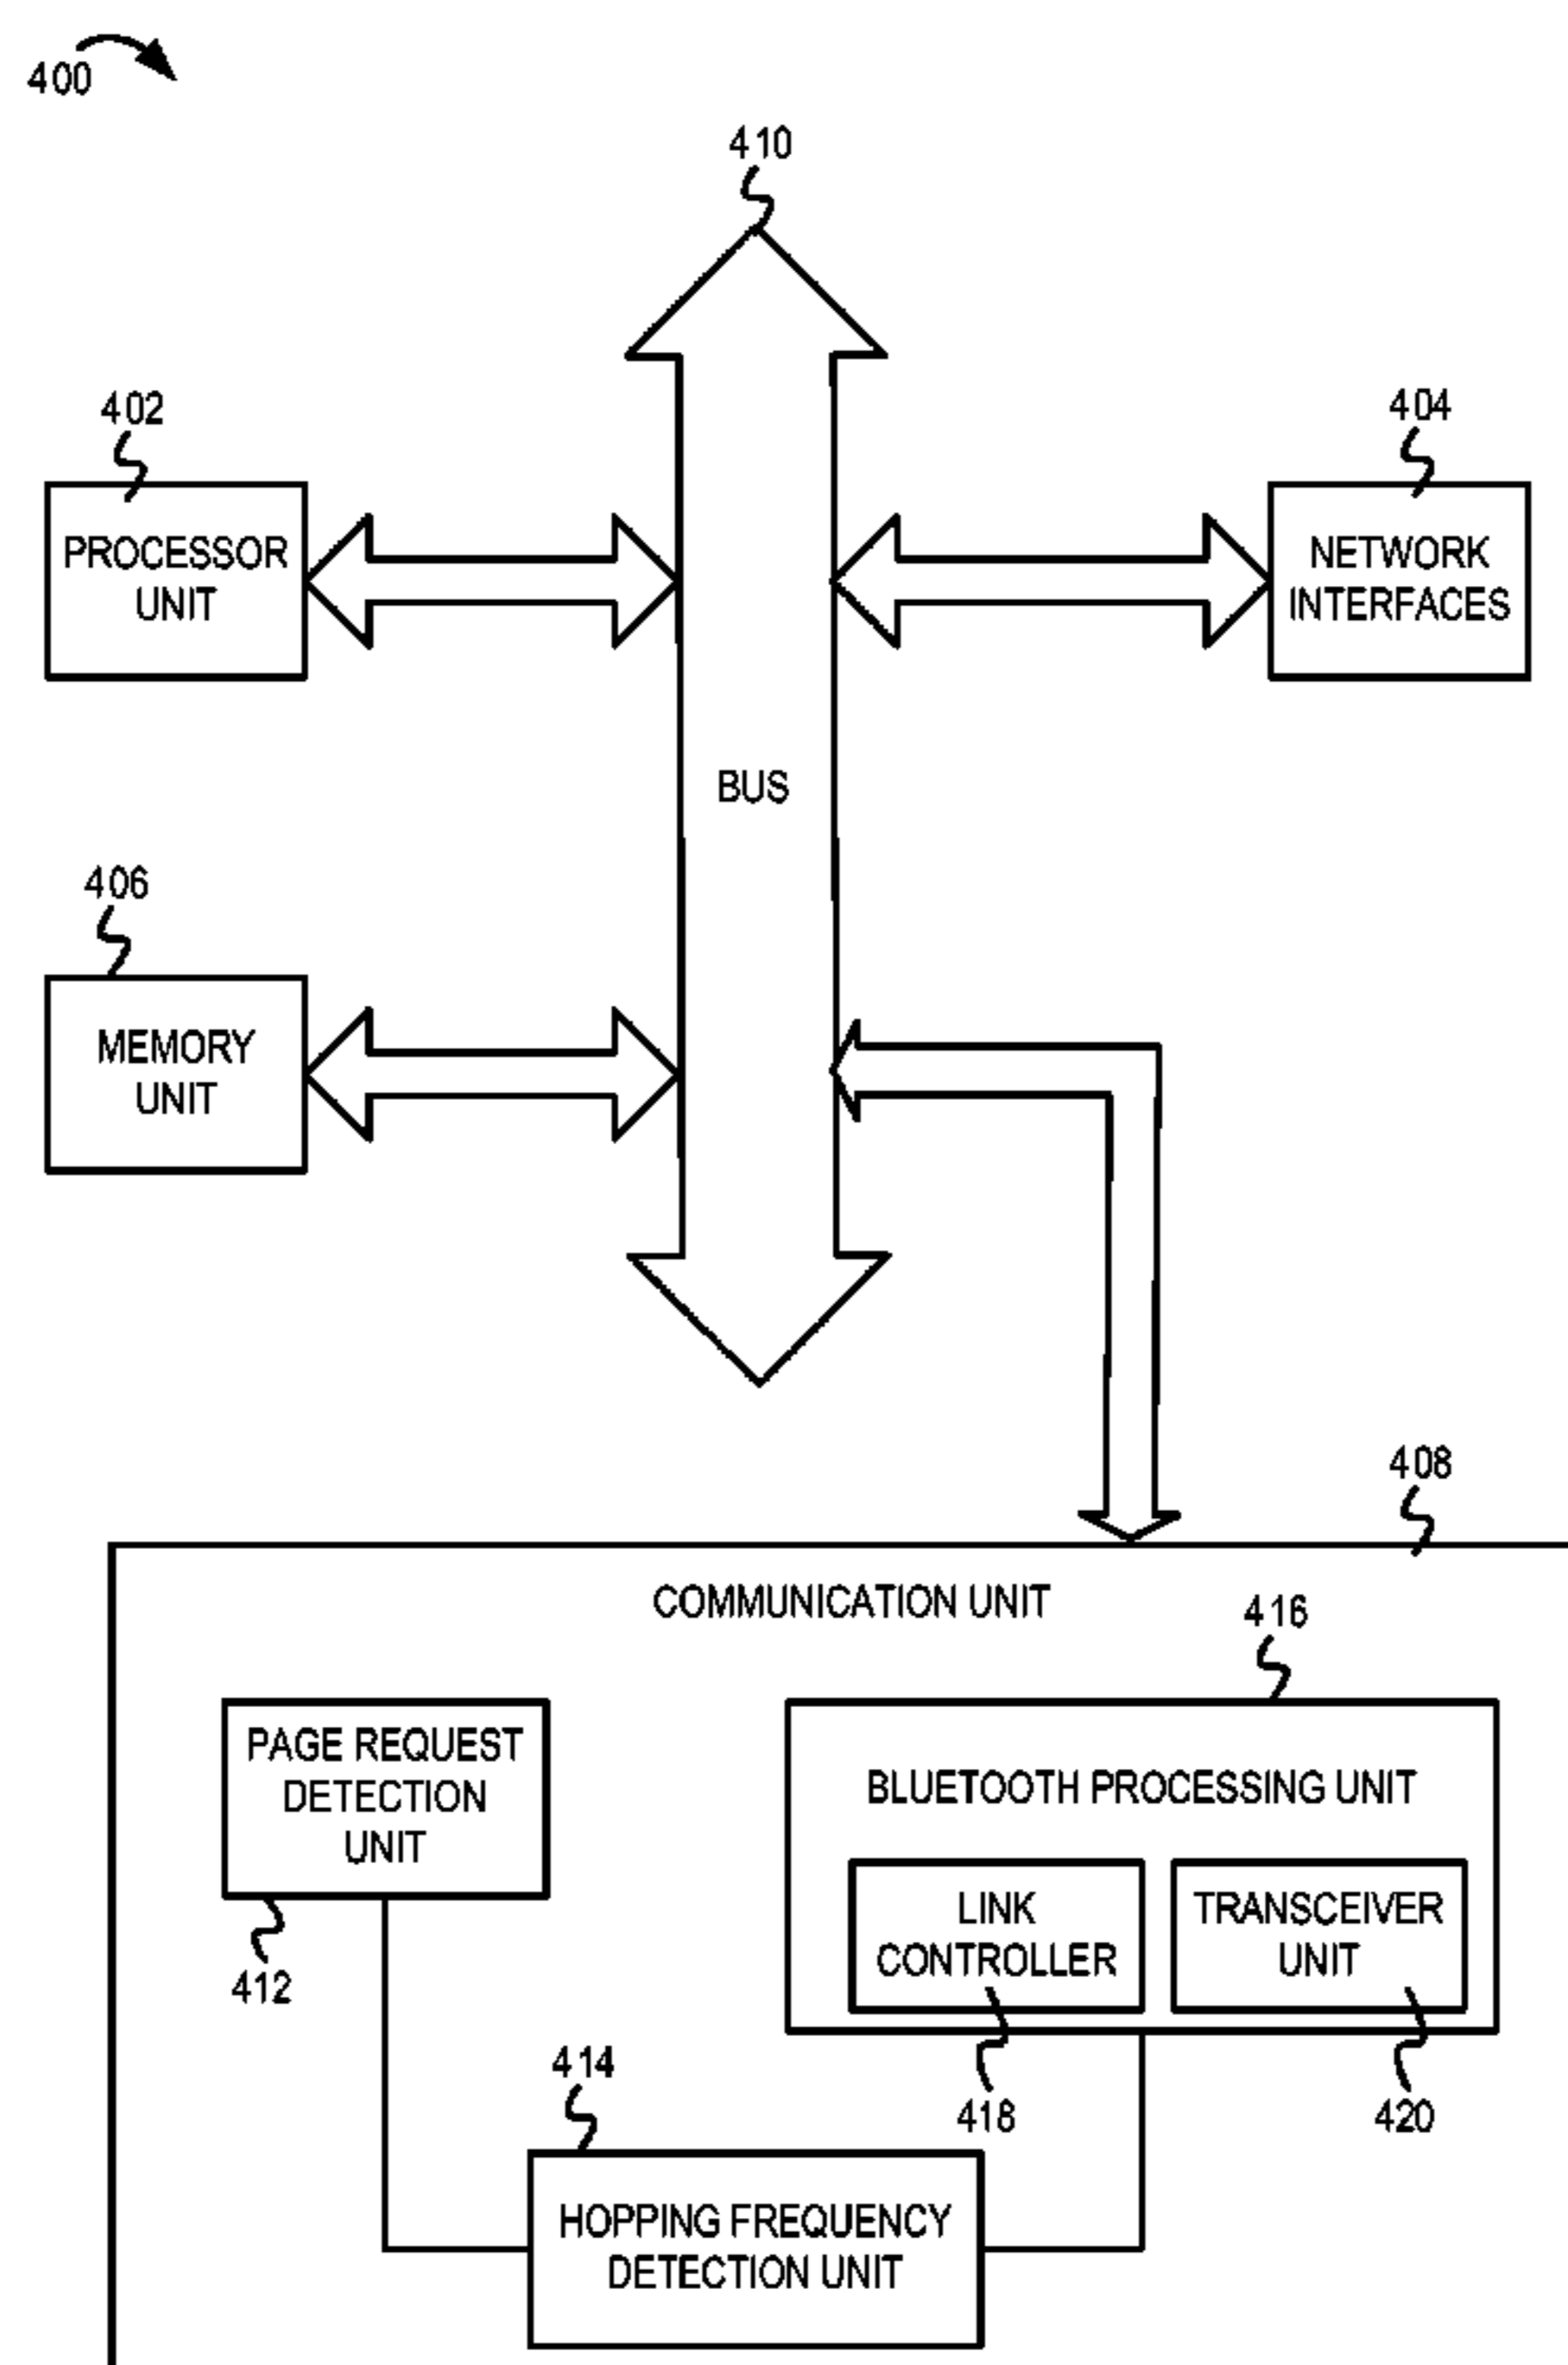 400
410
402
404
PROCESSOR
UNIT
NETWORK
INTERFACES
BUS
406
MEMORY
UNIT
408
COMMUNICATION UNIT
416
PAGE REQUEST
DETECTION
UNIT
412
BLUETOOTH PROCESSING UNIT
LINK
CONTROLLER
TRANSCEIVER
UNIT
418
420
414
HOPPING FREQUENCY
DETECTION UNIT